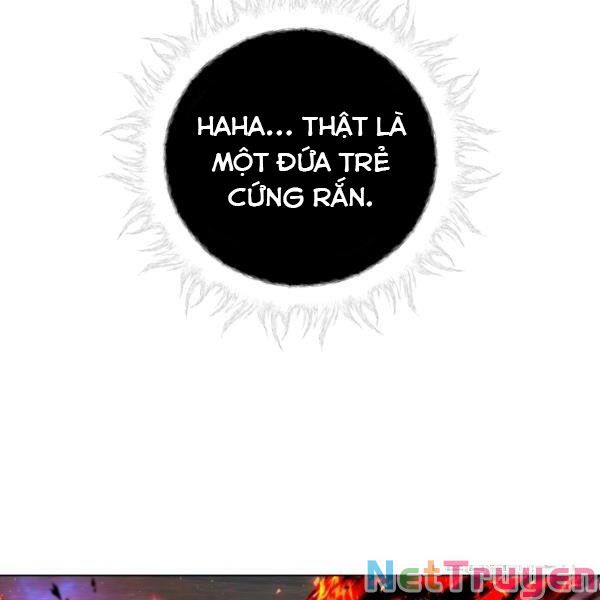 HAHA... THẬT LÀ
MỘT ĐỨA TRẺ
CỨNG RẮN.
NetTruyen